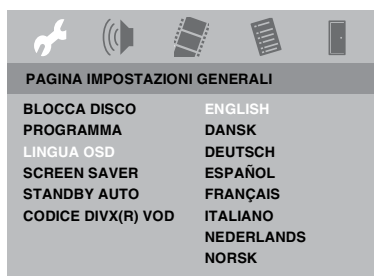 PAGINA IMPOSTAZIONI GENERALI
BLOCCA DISCO
PROGRAMMA
LINGUA OSD
SCREEN SAVER
STANDBY AUTO
CODICE DIVX(R) VOD
ENGLISH
DANSK
DEUTSCH
ESPAÑOL
FRANÇAIS
ITALIANO
NEDERLANDS
NORSK